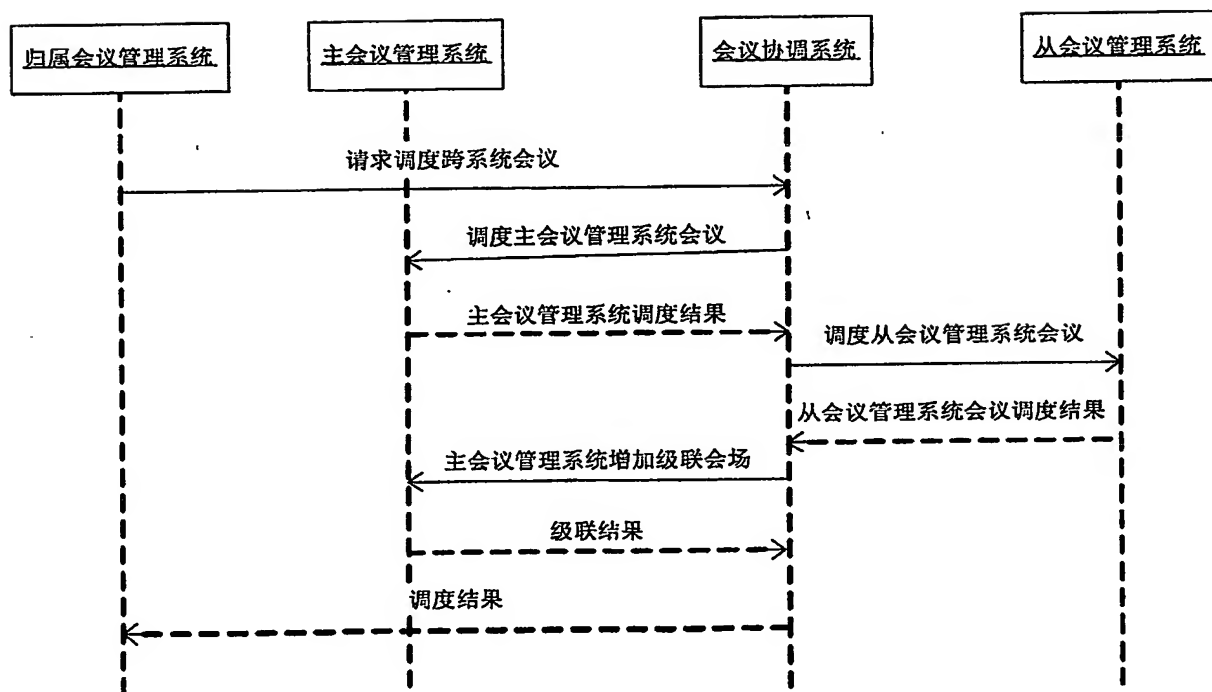 归属会议管理系统
主会议管理系统
会议协调系统
从会议管理系统
请求调度跨系统会议
调度主会议管理系统会议
主会议管理系统调度结果
调度从会议管理系统会议
从会议管理系统会议调度结果
主会议管理系统增加级联会场
级联结果
调度结果